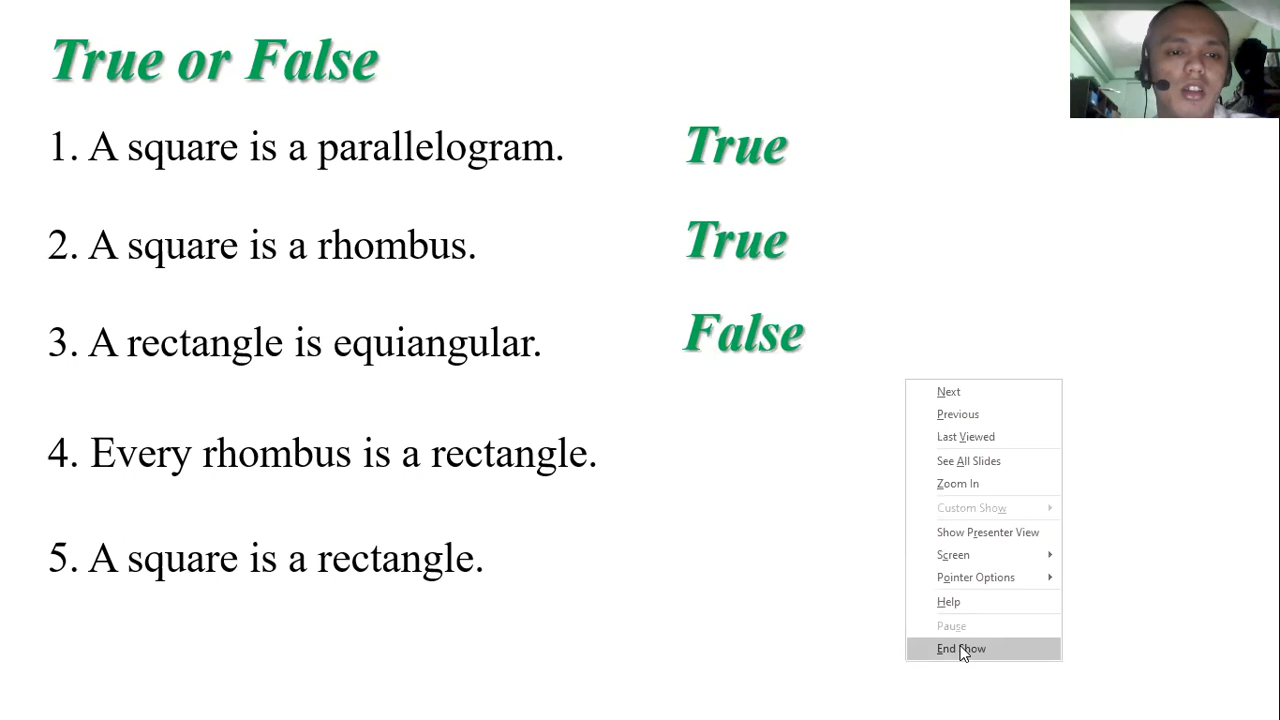 True or False
1. A square is a parallelogram.
True
2. A square is a rhombus.
True
3. A rectangle is equiangular.
False
4. Every rhombus is a rectangle.
5. A square is a rectangle.
Next
Previous
Last Viewed
See All Slides
Zoom In
Custom Show
Show Presenter View
Screen
Pointer Options
Help
Pause
End Show